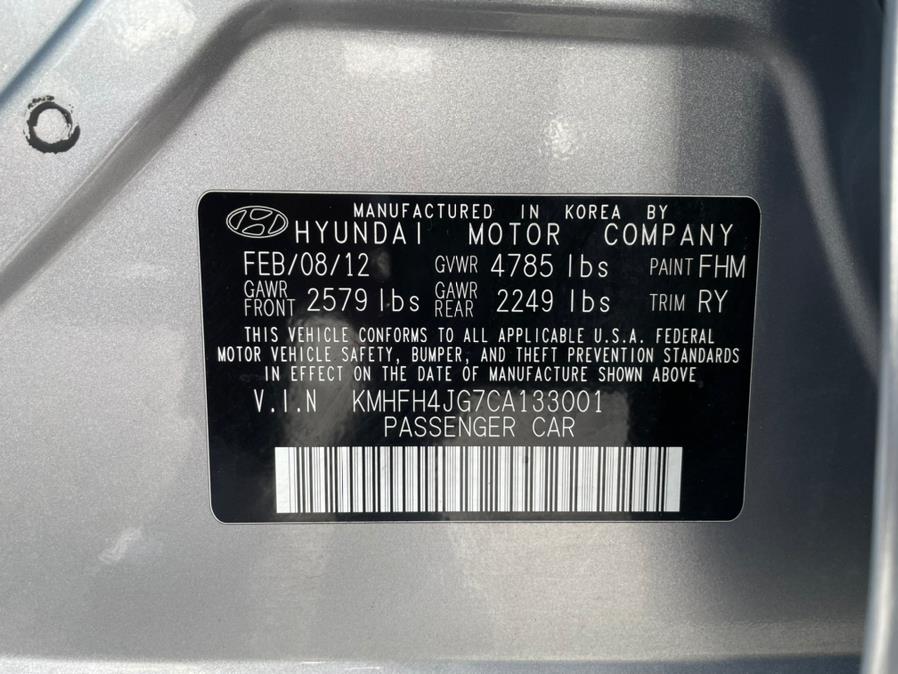 MANUFACTURED IN KOREA BY
HYUNDAI MOTOR COMPANY
FEB/08/12 GVWR 4785 lbs PAINT FHM
GAWR FRONT 2579 lbs GAWR REAR 2249 lbs TRIM RY
THIS VEHICLE CONFORMS TO ALL APPLICABLE U.S.A. FEDERAL
MOTOR VEHICLE SAFETY, BUMPER, AND THEFT PREVENTION STANDARDS
IN EFFECT ON THE DATE OF MANUFACTURE SHOWN ABOVE
V.I.N KMHFH4JG7CA133001
PASSENGER CAR